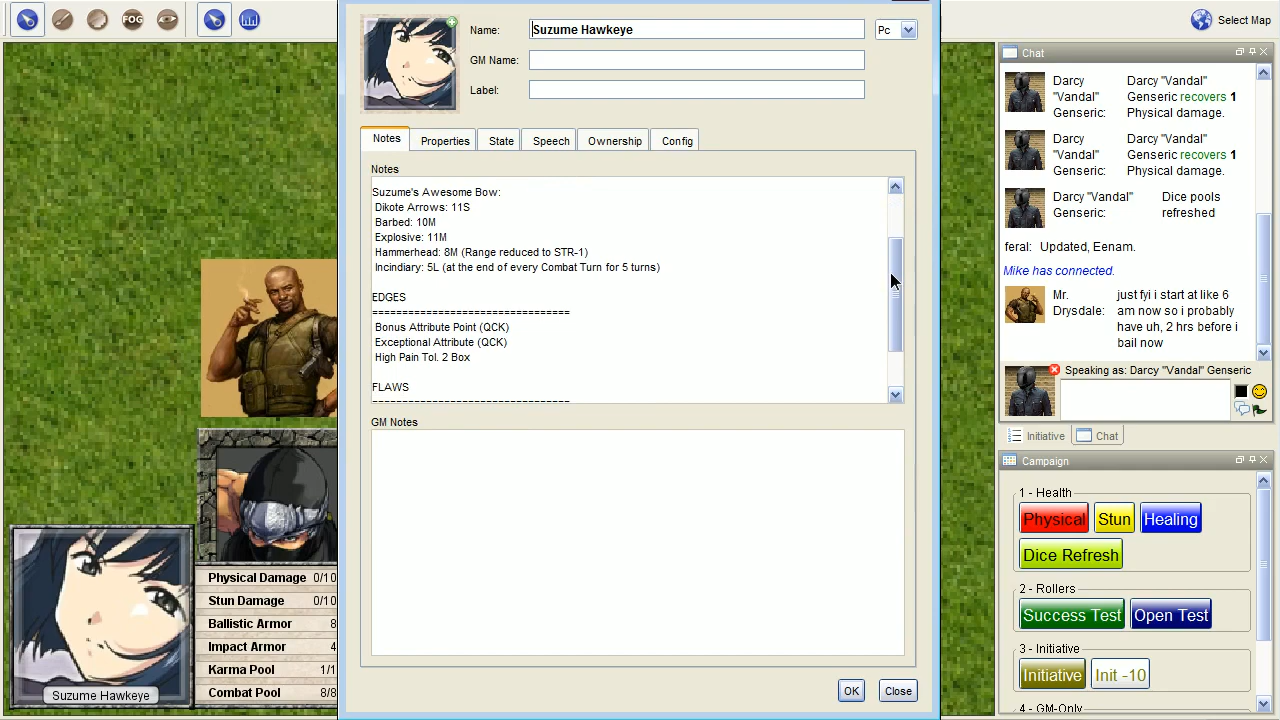 FOG
Select Map
Name:
Suzume Hawkeye
Pc
GM Name:
Label:
Notes
Properties
State
Speech
Ownership
Config
Notes
Suzume's Awesome Bow:
Dikote Arrows: 11S
Barbed: 10M
Explosive: 11M
Hammerhead: 8M (Range reduced to STR-1)
Incindiary: 5L (at the end of every Combat Turn for 5 turns)
EDGES
================================
Bonus Attribute Point (QCK)
Exceptional Attribute (QCK)
High Pain Tol. 2 Box
FLAWS
================================
GM Notes
OK
Close
Physical Damage 0/10
Stun Damage 0/10
Ballistic Armor 8
Impact Armor 4
Karma Pool 1/1
Combat Pool 8/8
Suzume Hawkeye
Chat
Darcy "Vandal" Genseric:
Darcy "Vandal"
Genseric recovers 1
Physical damage.
Darcy "Vandal" Genseric:
Darcy "Vandal"
Genseric recovers 1
Physical damage.
Darcy "Vandal" Genseric:
Dice pools
refreshed
feral: Updated, Eenam.
Mike has connected.
Mr. Drysdale:
just fyi i start at like 6
am now so i probably
have uh, 2 hrs before i
bail now
Speaking as: Darcy "Vandal" Genseric
Initiative
Chat
Campaign
1 - Health
Physical
Stun
Healing
Dice Refresh
2 - Rollers
Success Test
Open Test
3 - Initiative
Initiative
Init -10
4 - GM-Only